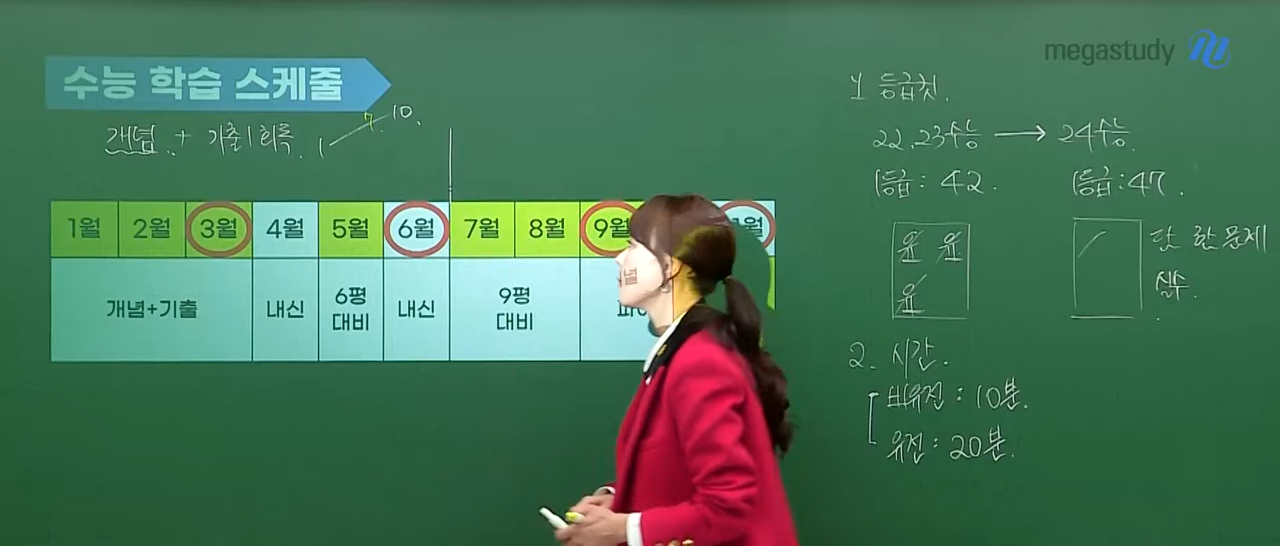 megastudy
수능 학습 스케줄
개념 + 기출 1회독. 1 7. 10.
1월 2월 3월 4월 5월 6월 7월 8월 9월
개념+기출 내신 6평 대비 내신 9평 대비
1 등급컷.
22, 23수능 → 24수능.
1등급 : 42. 1등급 : 47.
유 유
유
단 한 문제
실수.
2. 시간.
비유전 : 10분.
유전 : 20분.